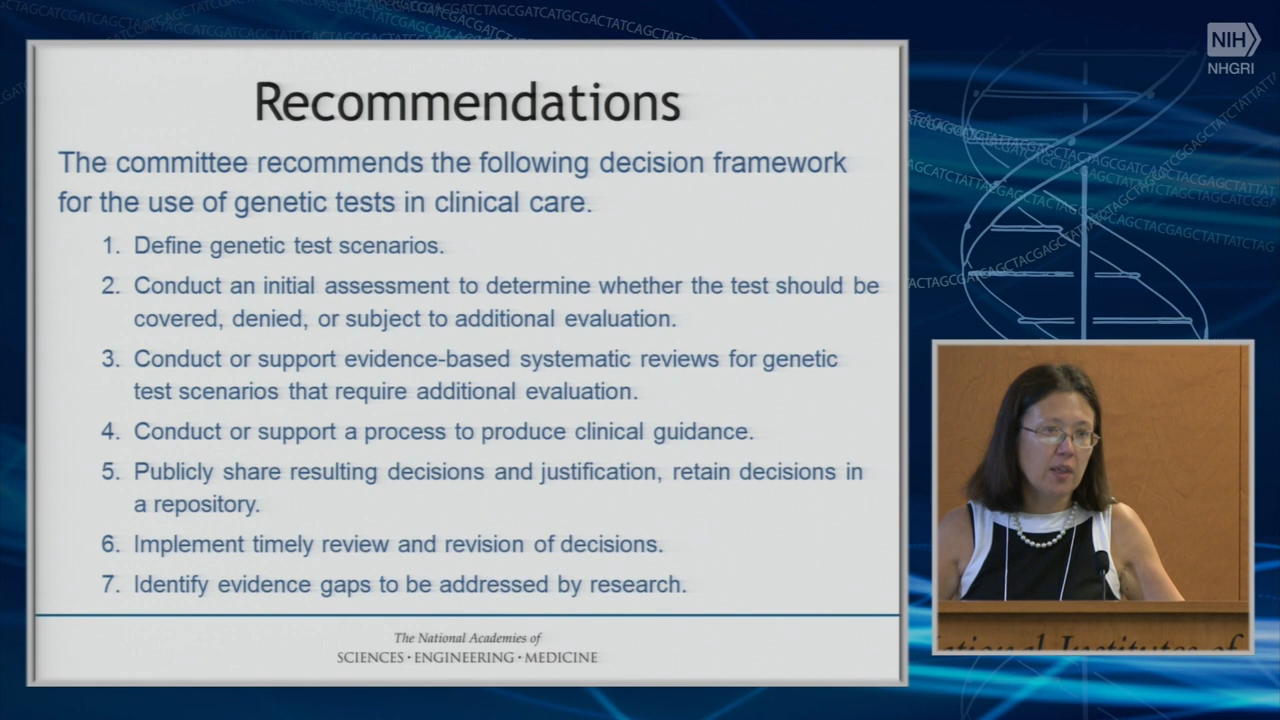 NIH
NHGRI
Recommendations
The committee recommends the following decision framework
for the use of genetic tests in clinical care.
1. Define genetic test scenarios.
2. Conduct an initial assessment to determine whether the test should be
covered, denied, or subject to additional evaluation.
3. Conduct or support evidence-based systematic reviews for genetic
test scenarios that require additional evaluation.
4. Conduct or support a process to produce clinical guidance.
5. Publicly share resulting decisions and justification, retain decisions in
a repository.
6. Implement timely review and revision of decisions.
7. Identify evidence gaps to be addressed by research.
The National Academies of
SCIENCES · ENGINEERING · MEDICINE
Institutes of